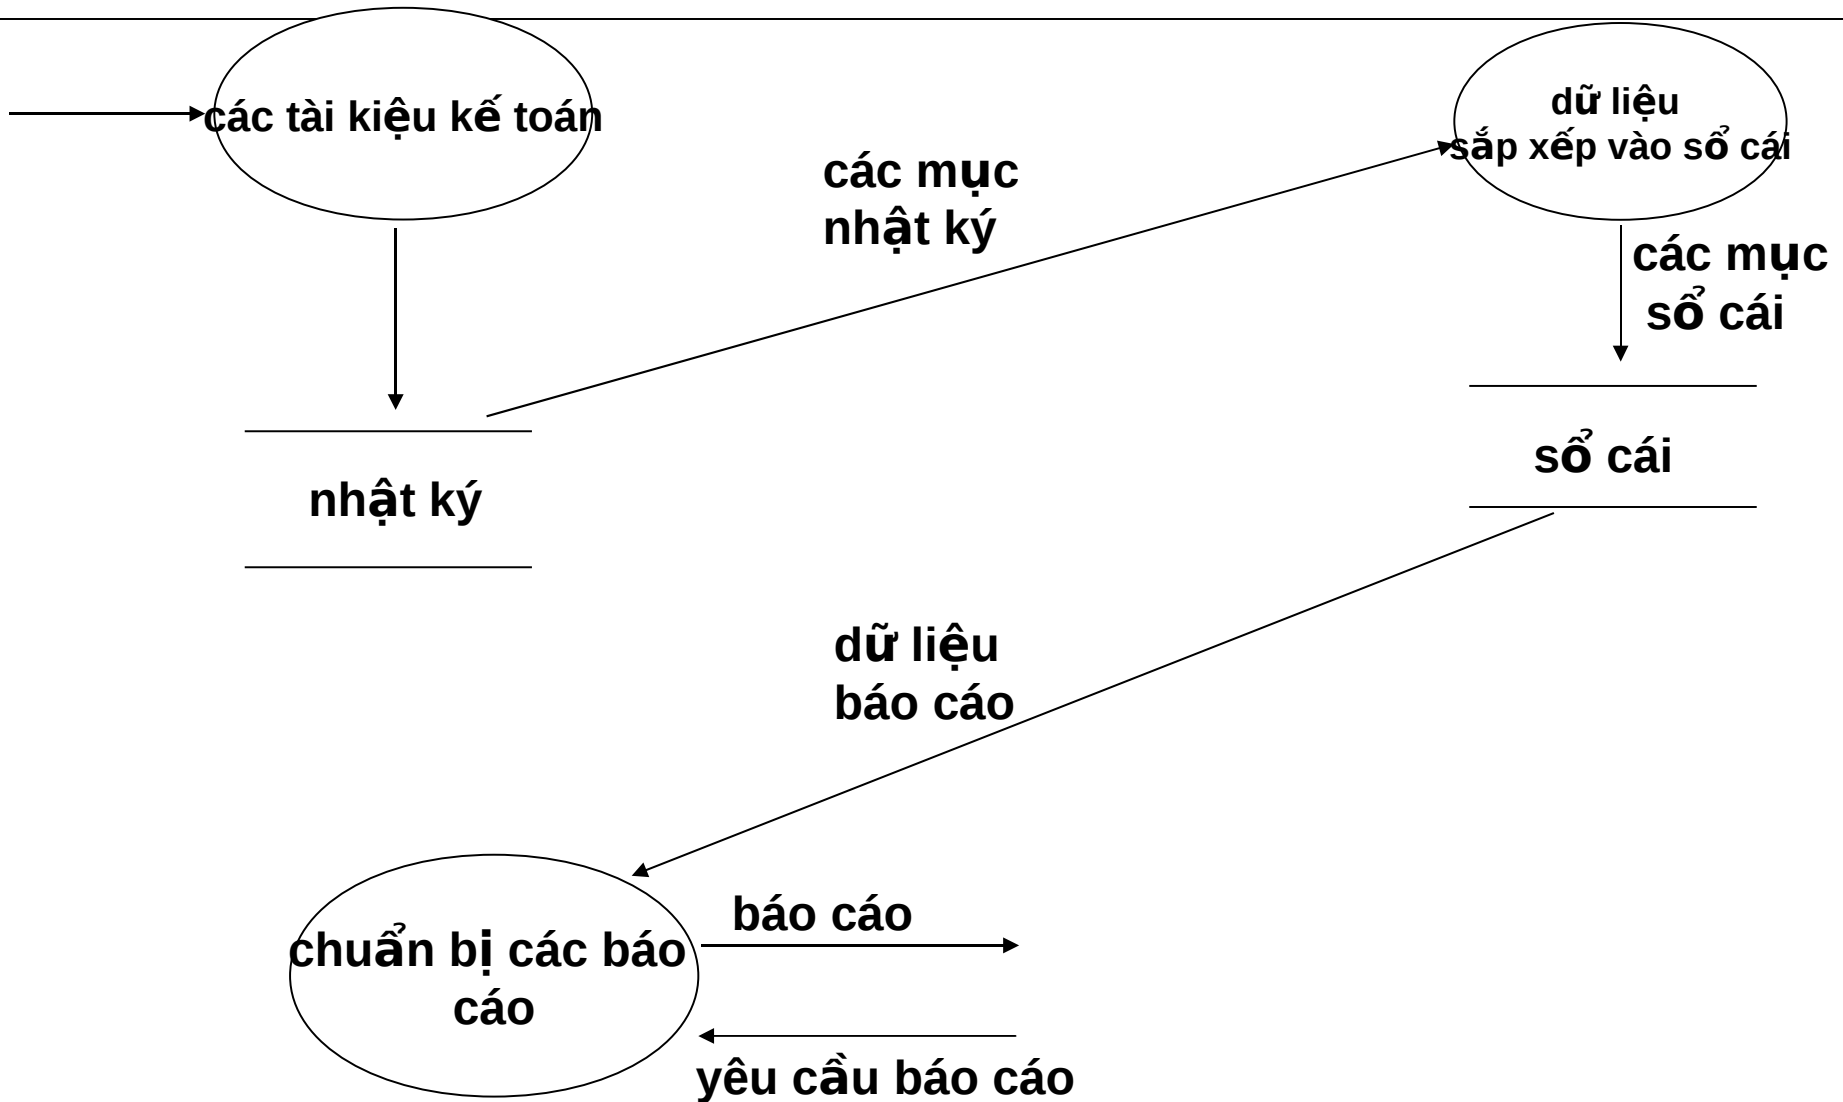 các tài kiệu kế toán
dữ liệu
sắp xếp vào sổ cái
các mục
nhật ký
các mục
sổ cái
sổ cái
nhật ký
dữ liệu
báo cáo
báo cáo
chuẩn bị các báo
cáo
yêu cầu báo cáo